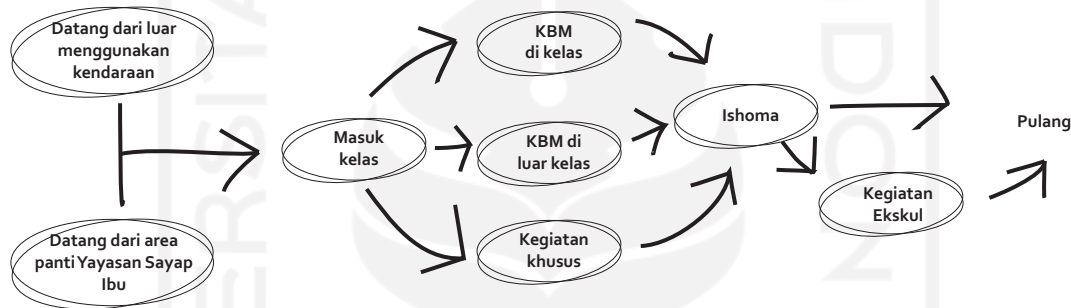 Datang dari luar
menggunakan
kendaraan
Datang dari area
panti Yayasan Sayap
Ibu
Masuk
kelas
KBM
di kelas
KBM di
luar kelas
Kegiatan
khusus
Ishoma
Kegiatan
Ekskul
Pulang